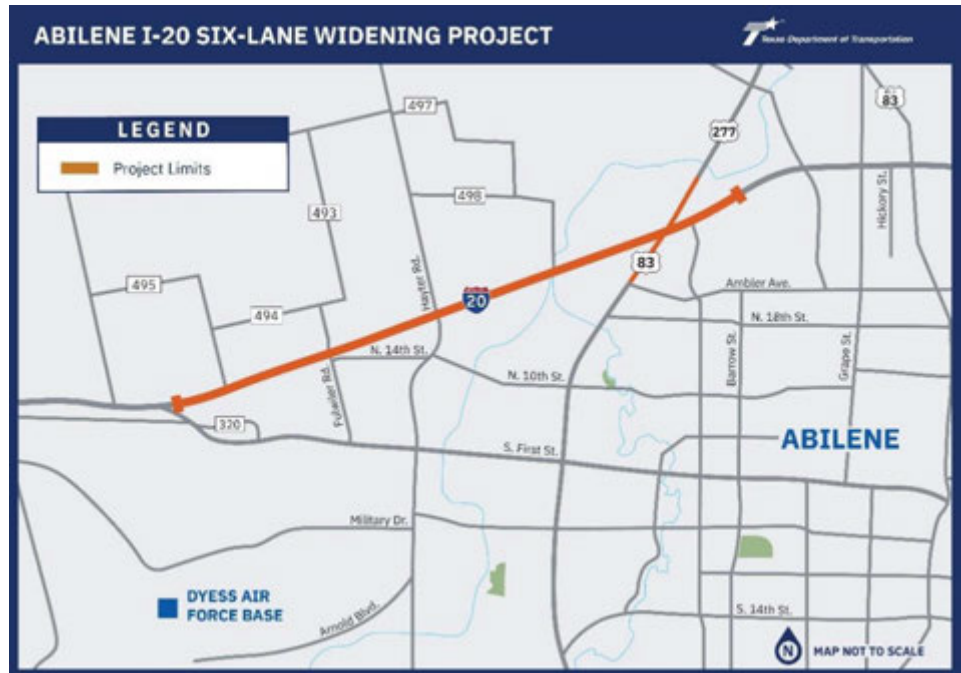 ABILENE I-20 SIX-LANE WIDENING PROJECT
Texas Department of Transportation
LEGEND
Project Limits
497
277
83
498
493
Hickory St.
83
495
Hayter Rd.
20
Ambler Ave.
494
N. 18th St.
N. 14th St.
Barrow St.
Grape St.
N. 10th St.
Fulwiler Rd.
320
S. First St.
ABILENE
Military Dr.
DYESS AIR
FORCE BASE
Arnold Blvd.
S. 14th St.
N
MAP NOT TO SCALE